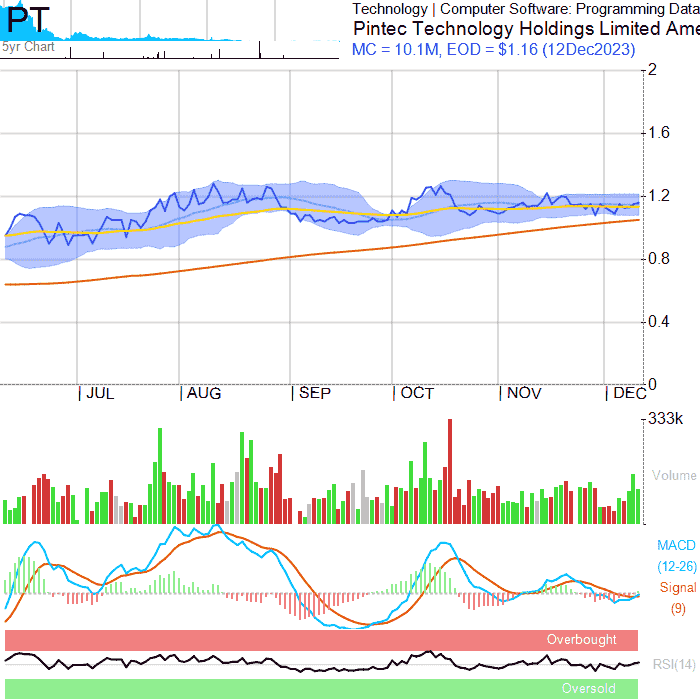 PT
5yr Chart
Technology | Computer Software: Programming Data
Pintec Technology Holdings Limited Ame
MC = 10.1M, EOD = $1.16 (12Dec2023)
2
1.6
1.2
0.8
0.4
0
| JUL | AUG | SEP | OCT | NOV | DEC
333k
Volume
MACD
(12-26)
Signal
(9)
Overbought
RSI(14)
Oversold